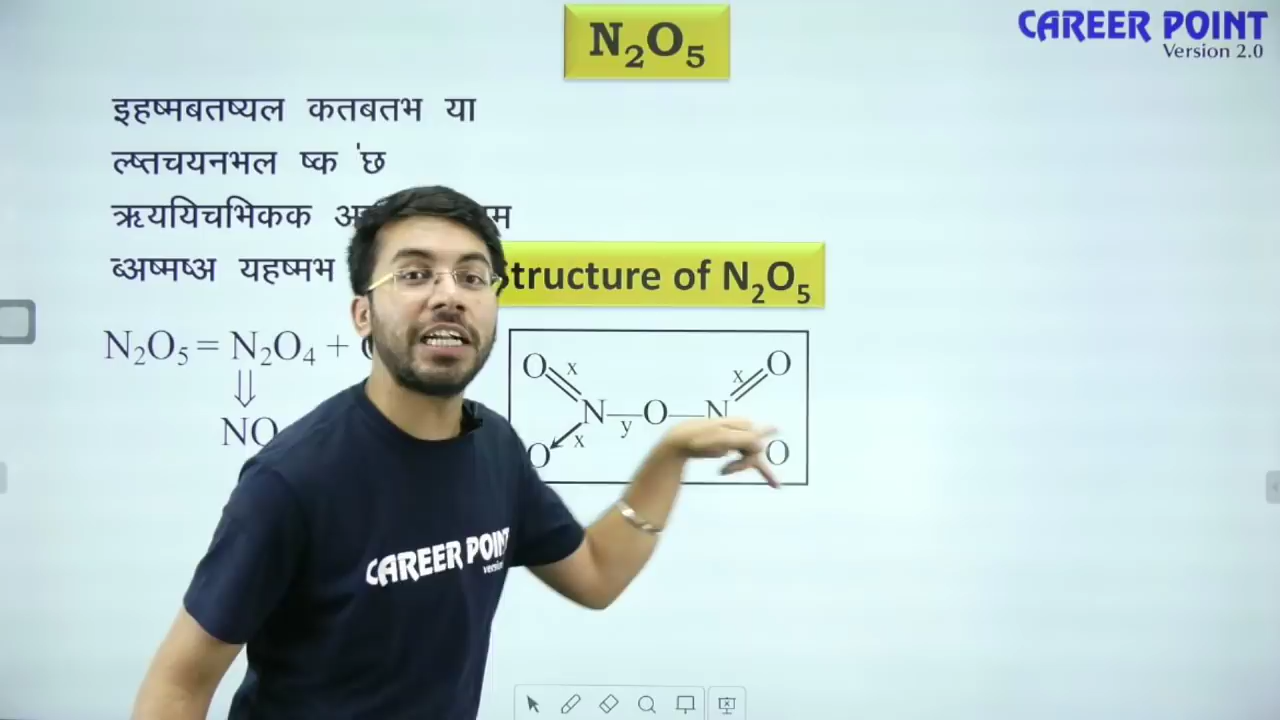 N₂O₅
CAREER POINT
Version 2.0
इहष्मबतष्यल कतबतभ या
ल्ष्तचयनभल ष्क 'छ
ऋययिचभिकक
ब्अष्मष्अ यहष्मभ
Structure of N₂O₅
N₂O₅ = N₂O₄ +
⇓
NO
O x x O
N — O — N
y
O x O
CAREER POINT